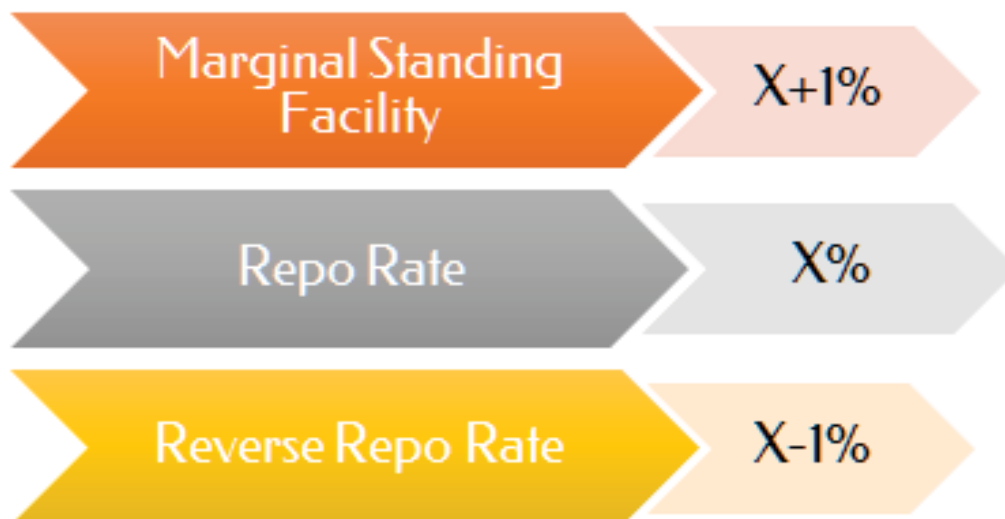 Marginal Standing
Facility
X+1%
Repo Rate
X%
Reverse Repo Rate
X-1%